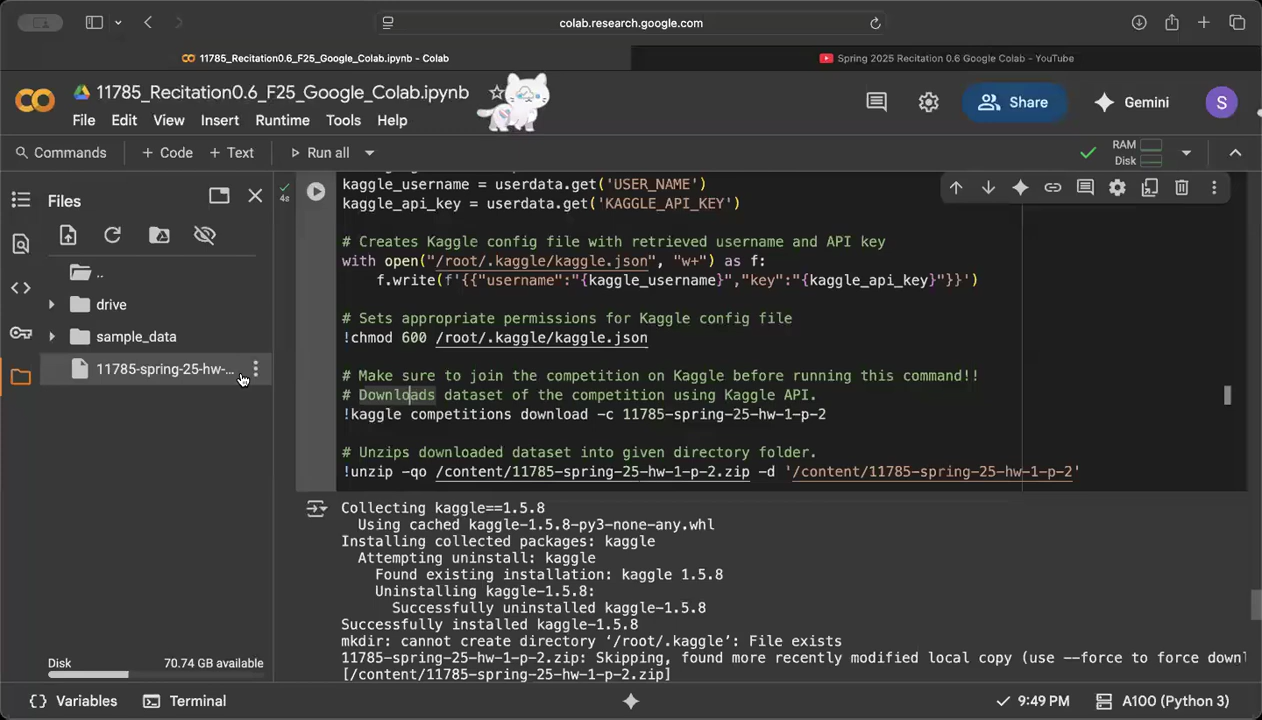 colab.research.google.com
11785_Recitation0.6_F25_Google_Colab.ipynb - Colab
Spring 2025 Recitation 0.6 Google Colab - YouTube
11785_Recitation0.6_F25_Google_Colab.ipynb
Share
Gemini
S
File Edit View Insert Runtime Tools Help
Commands + Code + Text Run all
RAM
Disk
Files
..
drive
sample_data
11785-spring-25-hw-...
Disk 70.74 GB available
4s
kaggle_username = userdata.get('USER_NAME')
kaggle_api_key = userdata.get('KAGGLE_API_KEY')
# Creates Kaggle config file with retrieved username and API key
with open("/root/.kaggle/kaggle.json", "w+") as f:
f.write(f'{{"username":"{kaggle_username}","key":"{kaggle_api_key}"}}')
# Sets appropriate permissions for Kaggle config file
!chmod 600 /root/.kaggle/kaggle.json
# Make sure to join the competition on Kaggle before running this command!!
# Downloads dataset of the competition using Kaggle API.
!kaggle competitions download -c 11785-spring-25-hw-1-p-2
# Unzips downloaded dataset into given directory folder.
!unzip -qo /content/11785-spring-25-hw-1-p-2.zip -d '/content/11785-spring-25-hw-1-p-2'
Collecting kaggle==1.5.8
Using cached kaggle-1.5.8-py3-none-any.whl
Installing collected packages: kaggle
Attempting uninstall: kaggle
Found existing installation: kaggle 1.5.8
Uninstalling kaggle-1.5.8:
Successfully uninstalled kaggle-1.5.8
Successfully installed kaggle-1.5.8
mkdir: cannot create directory ‘/root/.kaggle’: File exists
11785-spring-25-hw-1-p-2.zip: Skipping, found more recently modified local copy (use --force to force downl
[/content/11785-spring-25-hw-1-p-2.zip]
Variables Terminal 9:49 PM A100 (Python 3)